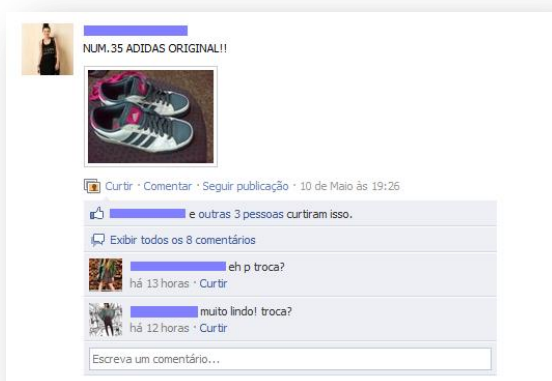 NUM.35 ADIDAS ORIGINAL!!
Curtir · Comentar · Seguir publicação · 10 de Maio às 19:26
e outras 3 pessoas curtiram isso.
Exibir todos os 8 comentários
eh p troca?
há 13 horas · Curtir
muito lindo! troca?
há 12 horas · Curtir
Escreva um comentário...